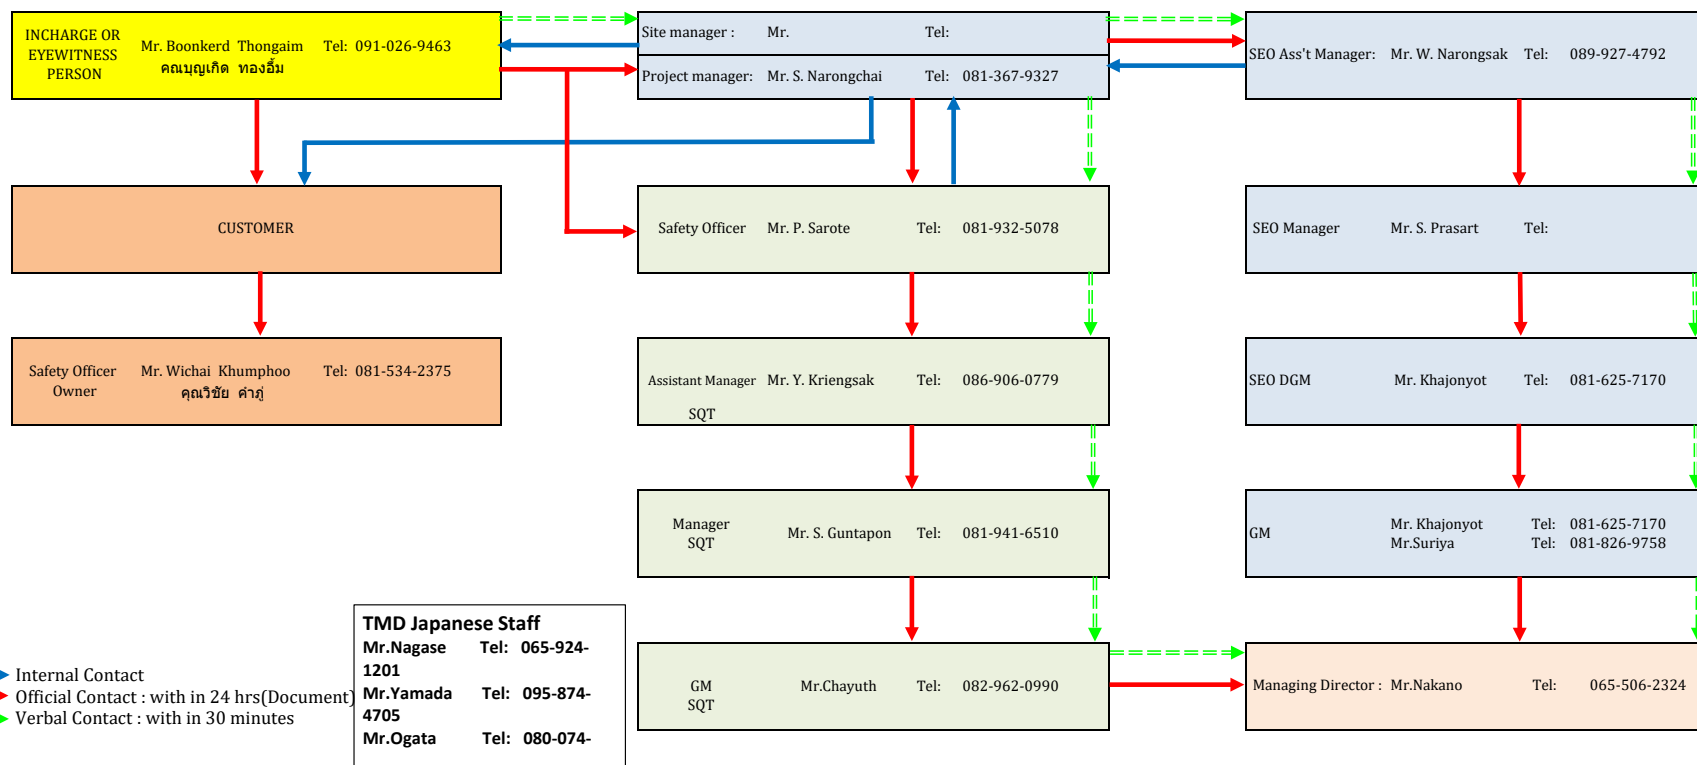 INCHARGE OR
EYEWITNESS
PERSON
Mr. Boonkerd Thongaim Tel: 091-026-9463
คณบุญเกิด ทองอิ้ม
Site manager : Mr. Tel:
Project manager: Mr. S. Narongchai Tel: 081-367-9327
SEO Ass't Manager: Mr. W. Narongsak Tel: 089-927-4792
CUSTOMER
Safety Officer Mr. P. Sarote Tel: 081-932-5078
SEO Manager Mr. S. Prasart Tel:
Safety Officer
Owner
Mr. Wichai Khumphoo Tel: 081-534-2375
คุณวิชัย คำภู่
Assistant Manager Mr. Y. Kriengsak Tel: 086-906-0779
SQT
SEO DGM Mr. Khajonyot Tel: 081-625-7170
Manager
SQT
Mr. S. Guntapon Tel: 081-941-6510
GM
Mr. Khajonyot Tel: 081-625-7170
Mr.Suriya Tel: 081-826-9758
Internal Contact
Official Contact : with in 24 hrs(Document)
Verbal Contact : with in 30 minutes
TMD Japanese Staff
Mr.Nagase Tel: 065-924-
1201
Mr.Yamada Tel: 095-874-
4705
Mr.Ogata Tel: 080-074-
GM
SQT
Mr.Chayuth Tel: 082-962-0990
Managing Director : Mr.Nakano Tel: 065-506-2324